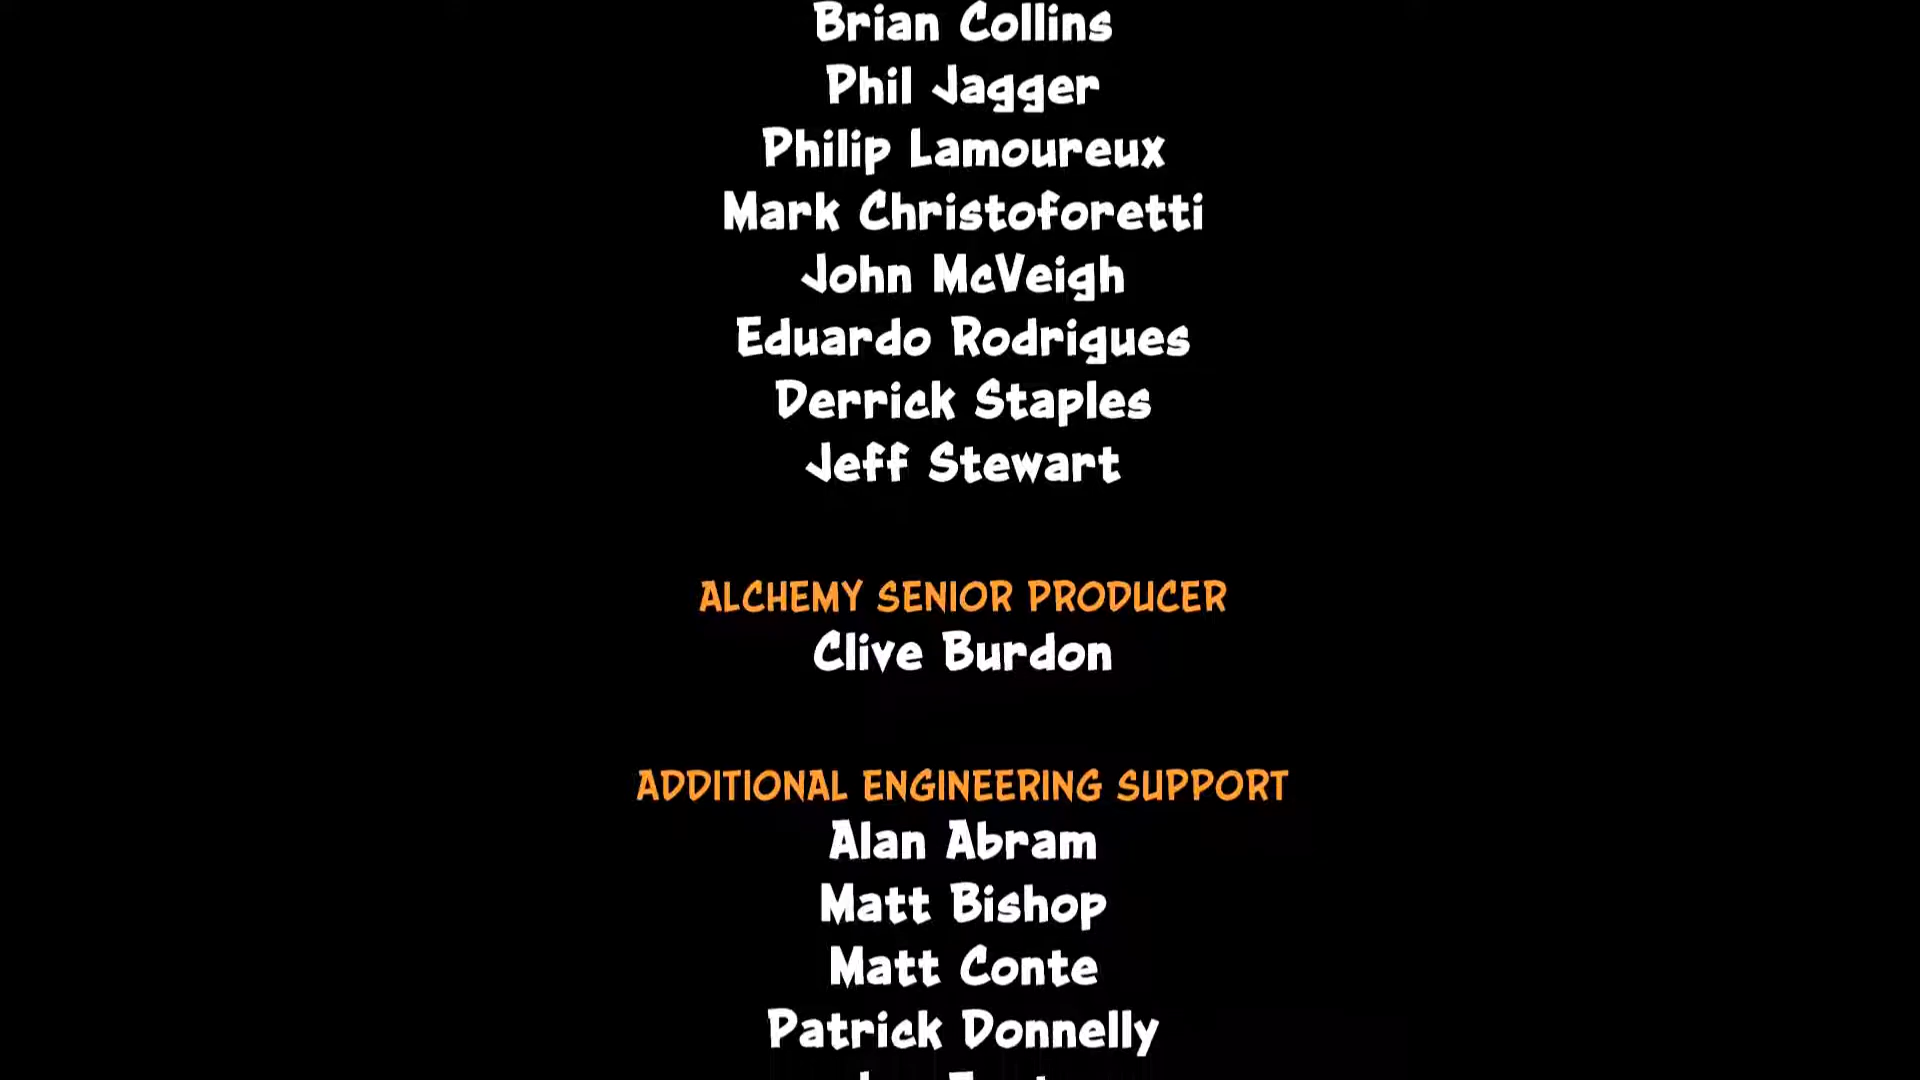 Brian Collins
Phil Jagger
Philip Lamoureux
Mark Christoforetti
John McVeigh
Eduardo Rodrigues
Derrick Staples
Jeff Stewart
ALCHEMY SENIOR PRODUCER
Clive Burdon
ADDITIONAL ENGINEERING SUPPORT
Alan Abram
Matt Bishop
Matt Conte
Patrick Donnelly